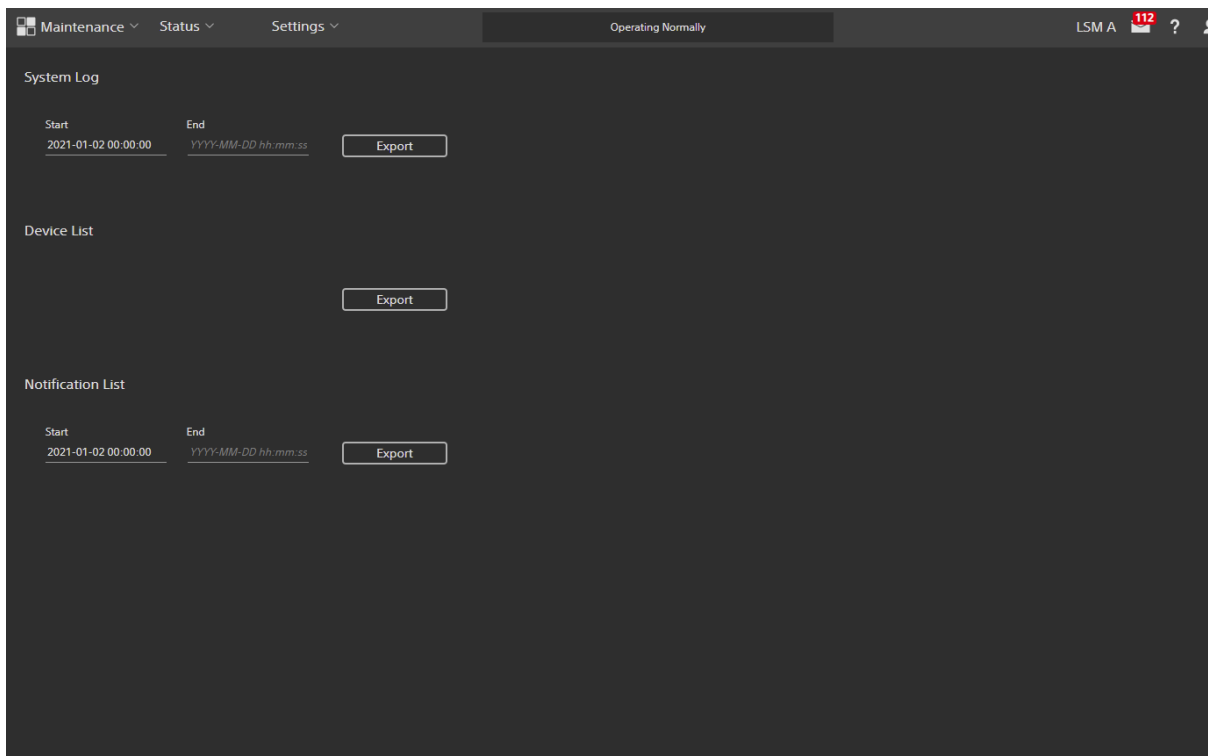 Maintenance Status Settings Operating Normally LSM A 112 ?
System Log
Start End
2021-01-02 00:00:00 YYYY-MM-DD hh:mm:ss Export
Device List
Export
Notification List
Start End
2021-01-02 00:00:00 YYYY-MM-DD hh:mm:ss Export